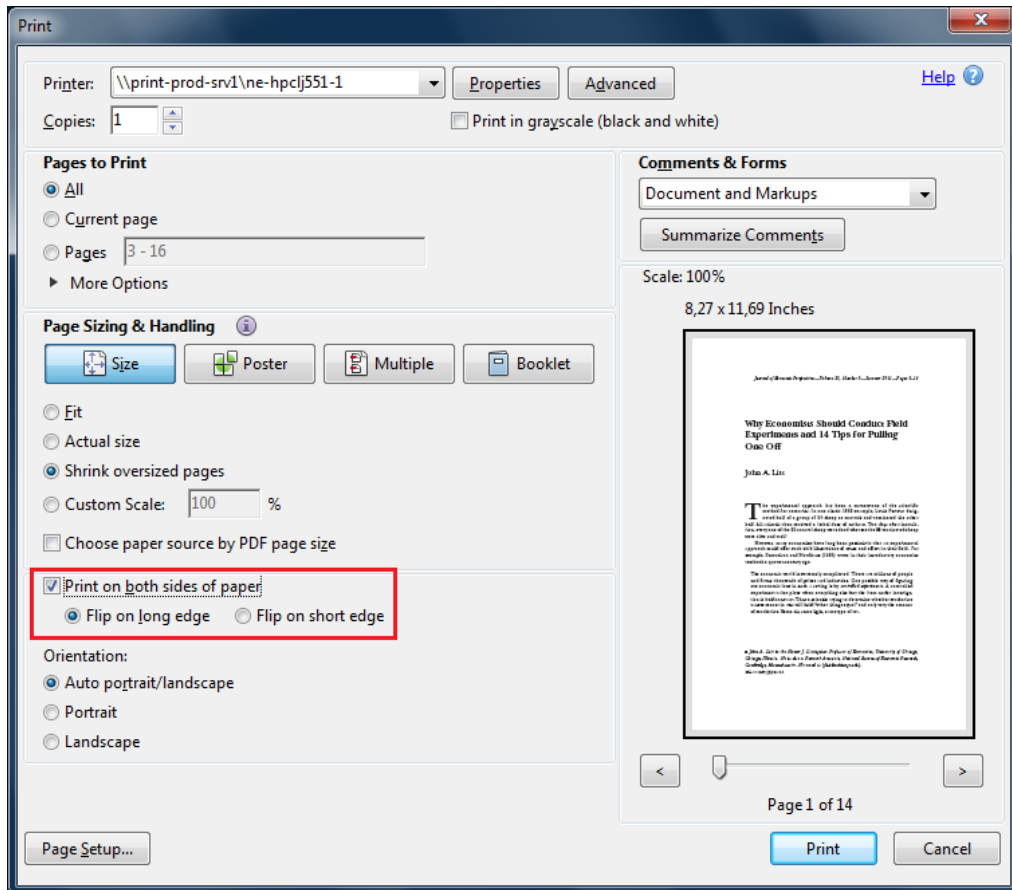 Print
Printer: \\print-prod-srv1\ne-hpclj551-1 Properties Advanced Help
Copies: 1 Print in grayscale (black and white)
Pages to Print
All
Current page
Pages 3 - 16
More Options
Page Sizing & Handling
Size Poster Multiple Booklet
Fit
Actual size
Shrink oversized pages
Custom Scale: 100 %
Choose paper source by PDF page size
Print on both sides of paper
Flip on long edge Flip on short edge
Orientation:
Auto portrait/landscape
Portrait
Landscape
Comments & Forms
Document and Markups
Summarize Comments
Scale: 100%
8,27 x 11,69 Inches
Why Economists Should Conduct Field
Experiments and 14 Tips for Pulling
One Off
John A. List
< >
Page 1 of 14
Page Setup... Print Cancel